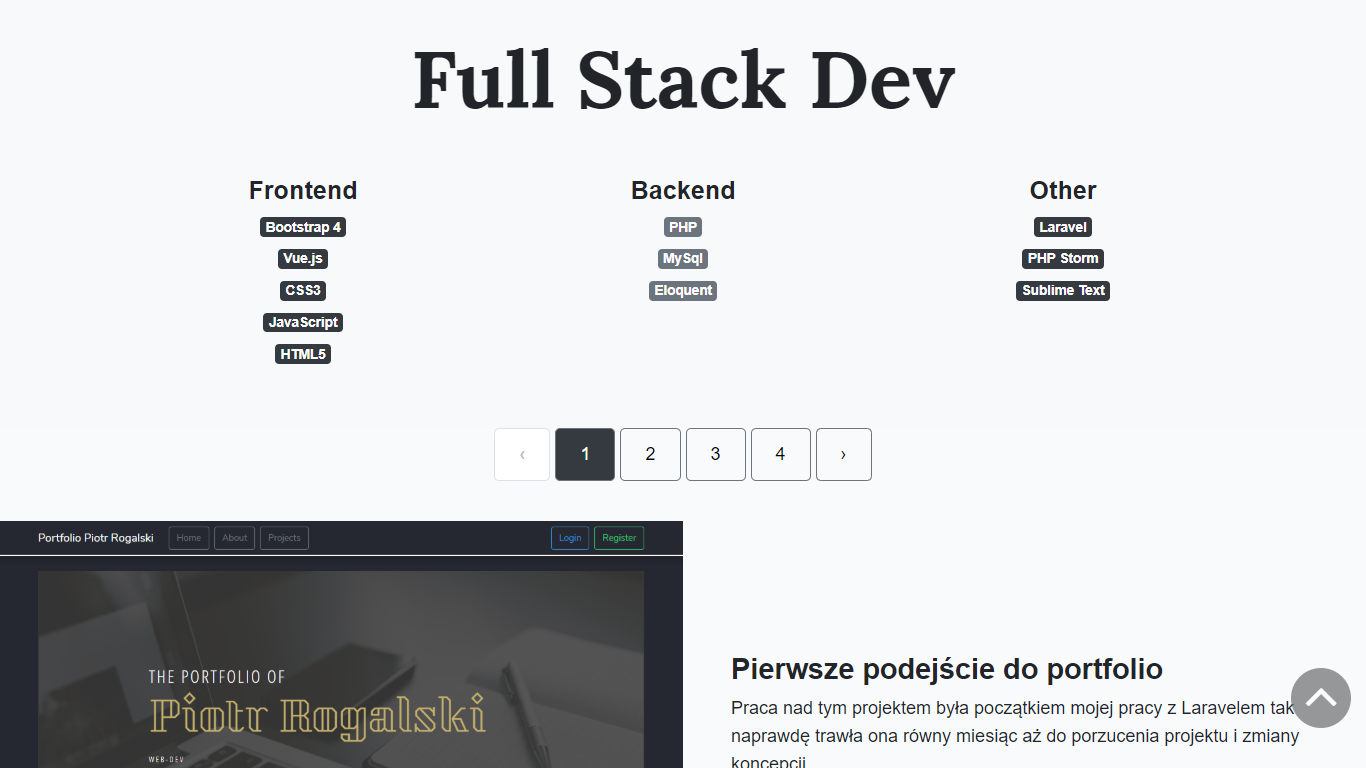 Full Stack Dev
Frontend
Bootstrap 4
Vue.js
CSS3
JavaScript
HTML5
Backend
PHP
MySql
Eloquent
Other
Laravel
PHP Storm
Sublime Text
‹ 1 2 3 4 ›
Portfolio Piotr Rogalski Home About Projects Login Register
THE PORTFOLIO OF
Piotr Rogalski
WEB-DEV
Pierwsze podejście do portfolio
Praca nad tym projektem była początkiem mojej pracy z Laravelem tak
naprawdę trawła ona równy miesiąc aż do porzucenia projektu i zmiany
koncepcji